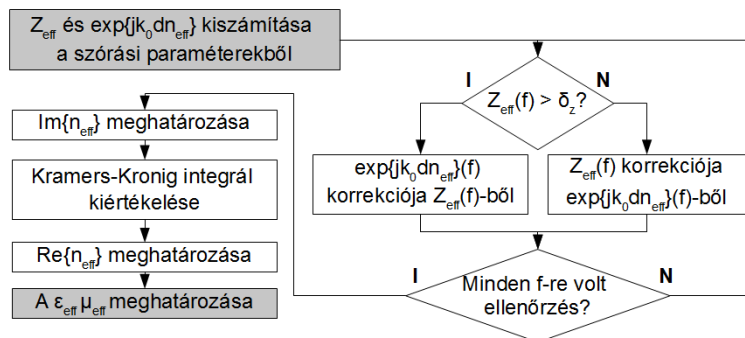 Z_eff és exp{jk_0dn_eff} kiszámítása
a szórási paraméterekből
I
N
Z_eff(f) > δ_z?
exp{jk_0dn_eff}(f)
korrekciója Z_eff(f)-ből
Z_eff(f) korrekciója
exp{jk_0dn_eff}(f)-ből
I
N
Minden f-re volt
ellenőrzés?
Im{n_eff} meghatározása
Kramers-Kronig integrál
kiértékelése
Re{n_eff} meghatározása
A ε_eff μ_eff meghatározása